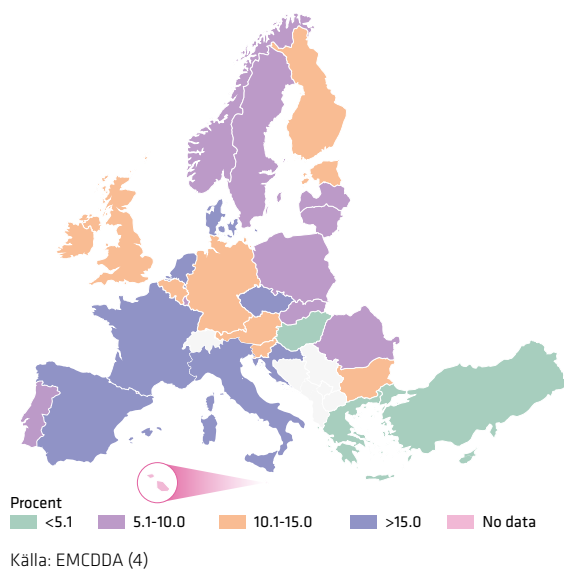 Procent
<5.1 5.1-10.0 10.1-15.0 >15.0 No data
Källa: EMCDDA (4)